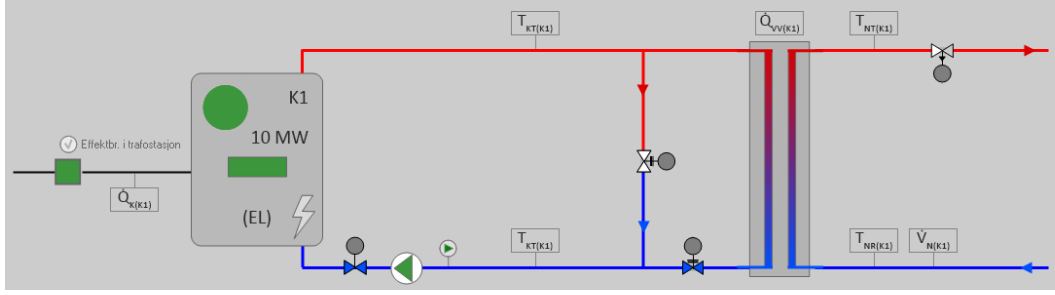 T_KT(K1)
Q̇_VV(K1)
T_NT(K1)
K1
10 MW
Effektbr. i trafostasjon
Q̇_K(K1)
(EL)
T_KT(K1)
T_NR(K1)
V̇_N(K1)